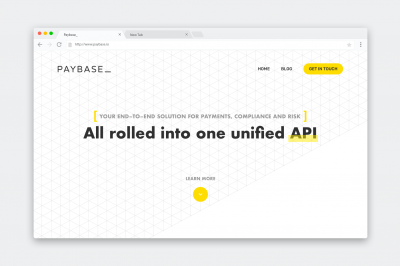 Paybase_
New Tab
http://www.paybase.io
PAYBASE_
HOME
BLOG
GET IN TOUCH
[ YOUR END-TO-END SOLUTION FOR PAYMENTS, COMPLIANCE AND RISK ]
All rolled into one unified API
LEARN MORE